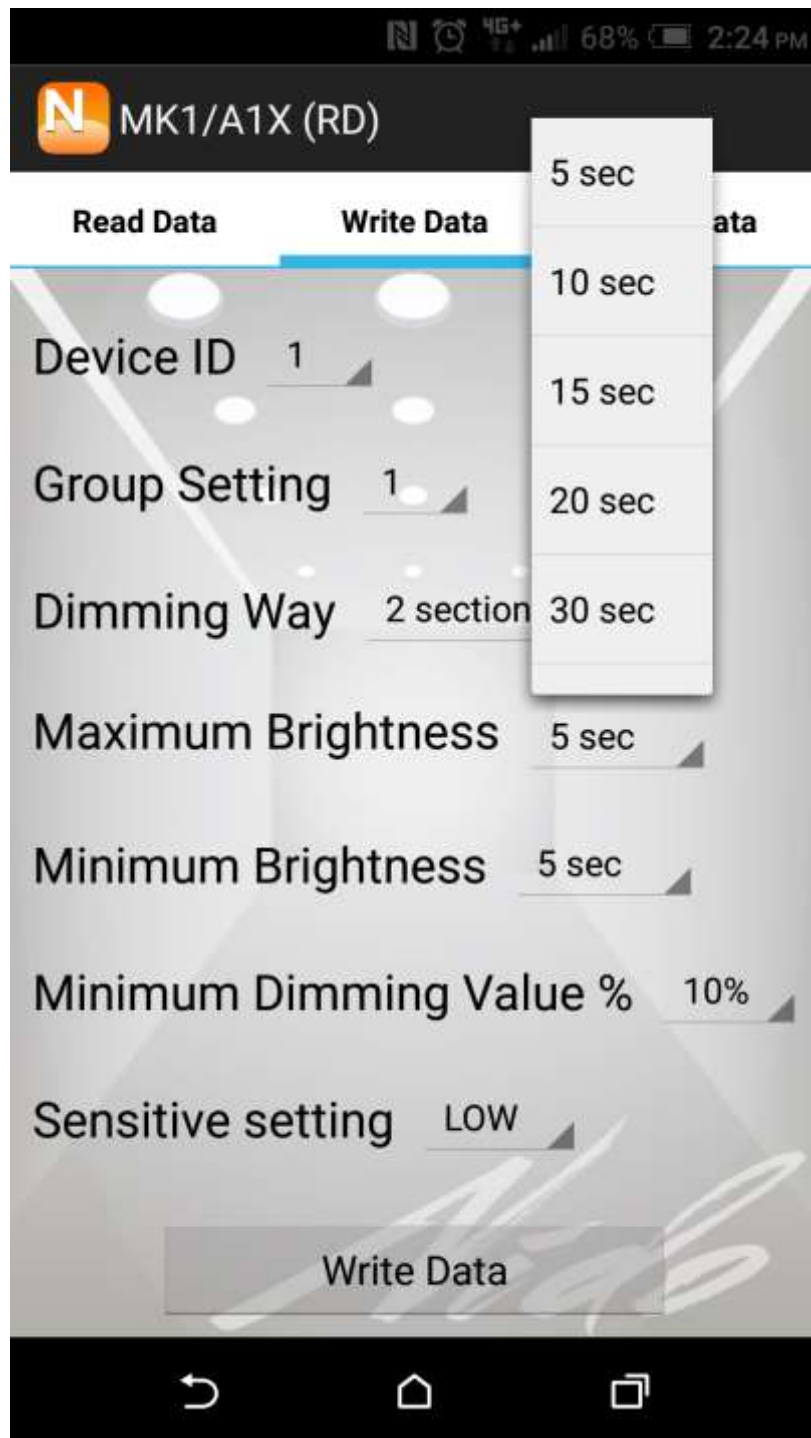 4G+ 68% 2:24 PM
N MK1/A1X (RD)
Read Data Write Data ata
5 sec
10 sec
15 sec
20 sec
30 sec
Device ID 1
Group Setting 1
Dimming Way 2 section
Maximum Brightness 5 sec
Minimum Brightness 5 sec
Minimum Dimming Value % 10%
Sensitive setting LOW
Write Data